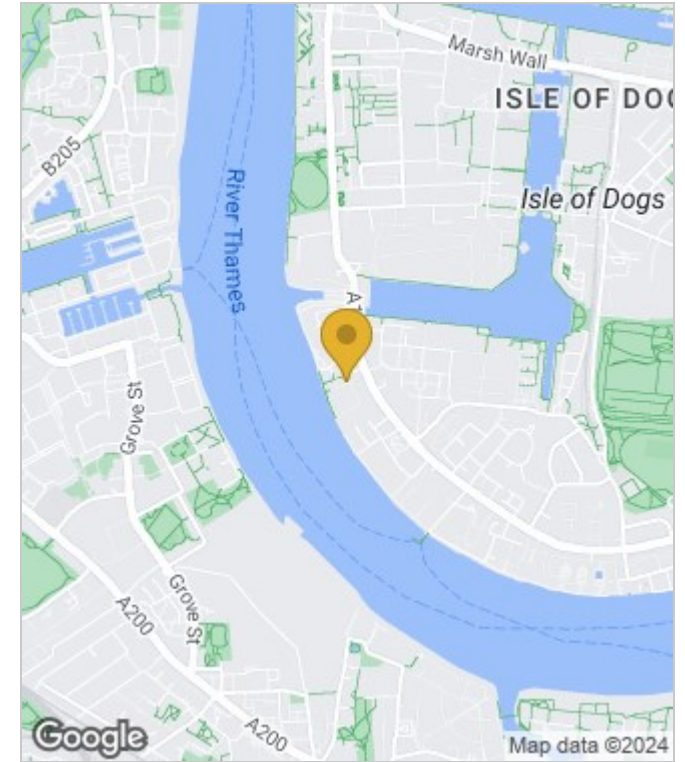 Marsh Wall
ISLE OF DOG
B205
Isle of Dogs
River Thames
A1
Grove St
Grove St
A200
A200
Google
Map data ©2024